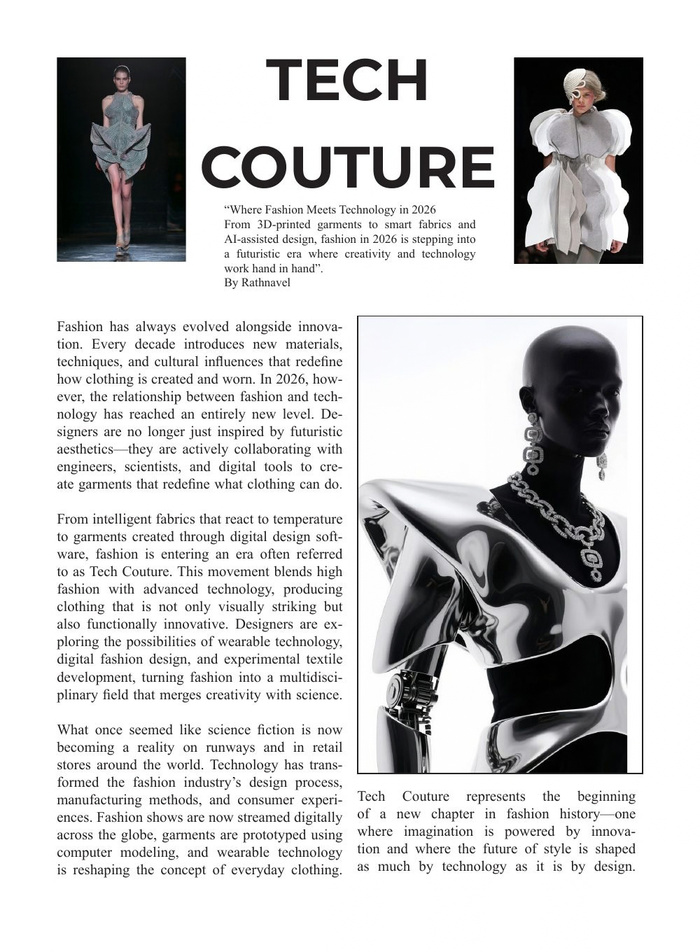 TECH
COUTURE
“Where Fashion Meets Technology in 2026
From 3D-printed garments to smart fabrics and
AI-assisted design, fashion in 2026 is stepping into
a futuristic era where creativity and technology
work hand in hand”.
By Rathnavel
Fashion has always evolved alongside innova-
tion. Every decade introduces new materials,
techniques, and cultural influences that redefine
how clothing is created and worn. In 2026, how-
ever, the relationship between fashion and tech-
nology has reached an entirely new level. De-
signers are no longer just inspired by futuristic
aesthetics—they are actively collaborating with
engineers, scientists, and digital tools to cre-
ate garments that redefine what clothing can do.
From intelligent fabrics that react to temperature
to garments created through digital design soft-
ware, fashion is entering an era often referred
to as Tech Couture. This movement blends high
fashion with advanced technology, producing
clothing that is not only visually striking but
also functionally innovative. Designers are ex-
ploring the possibilities of wearable technology,
digital fashion design, and experimental textile
development, turning fashion into a multidisci-
plinary field that merges creativity with science.
What once seemed like science fiction is now
becoming a reality on runways and in retail
stores around the world. Technology has trans-
formed the fashion industry’s design process,
manufacturing methods, and consumer experi-
ences. Fashion shows are now streamed digitally
across the globe, garments are prototyped using
computer modeling, and wearable technology
is reshaping the concept of everyday clothing.
Tech Couture represents the beginning
of a new chapter in fashion history—one
where imagination is powered by innova-
tion and where the future of style is shaped
as much by technology as it is by design.